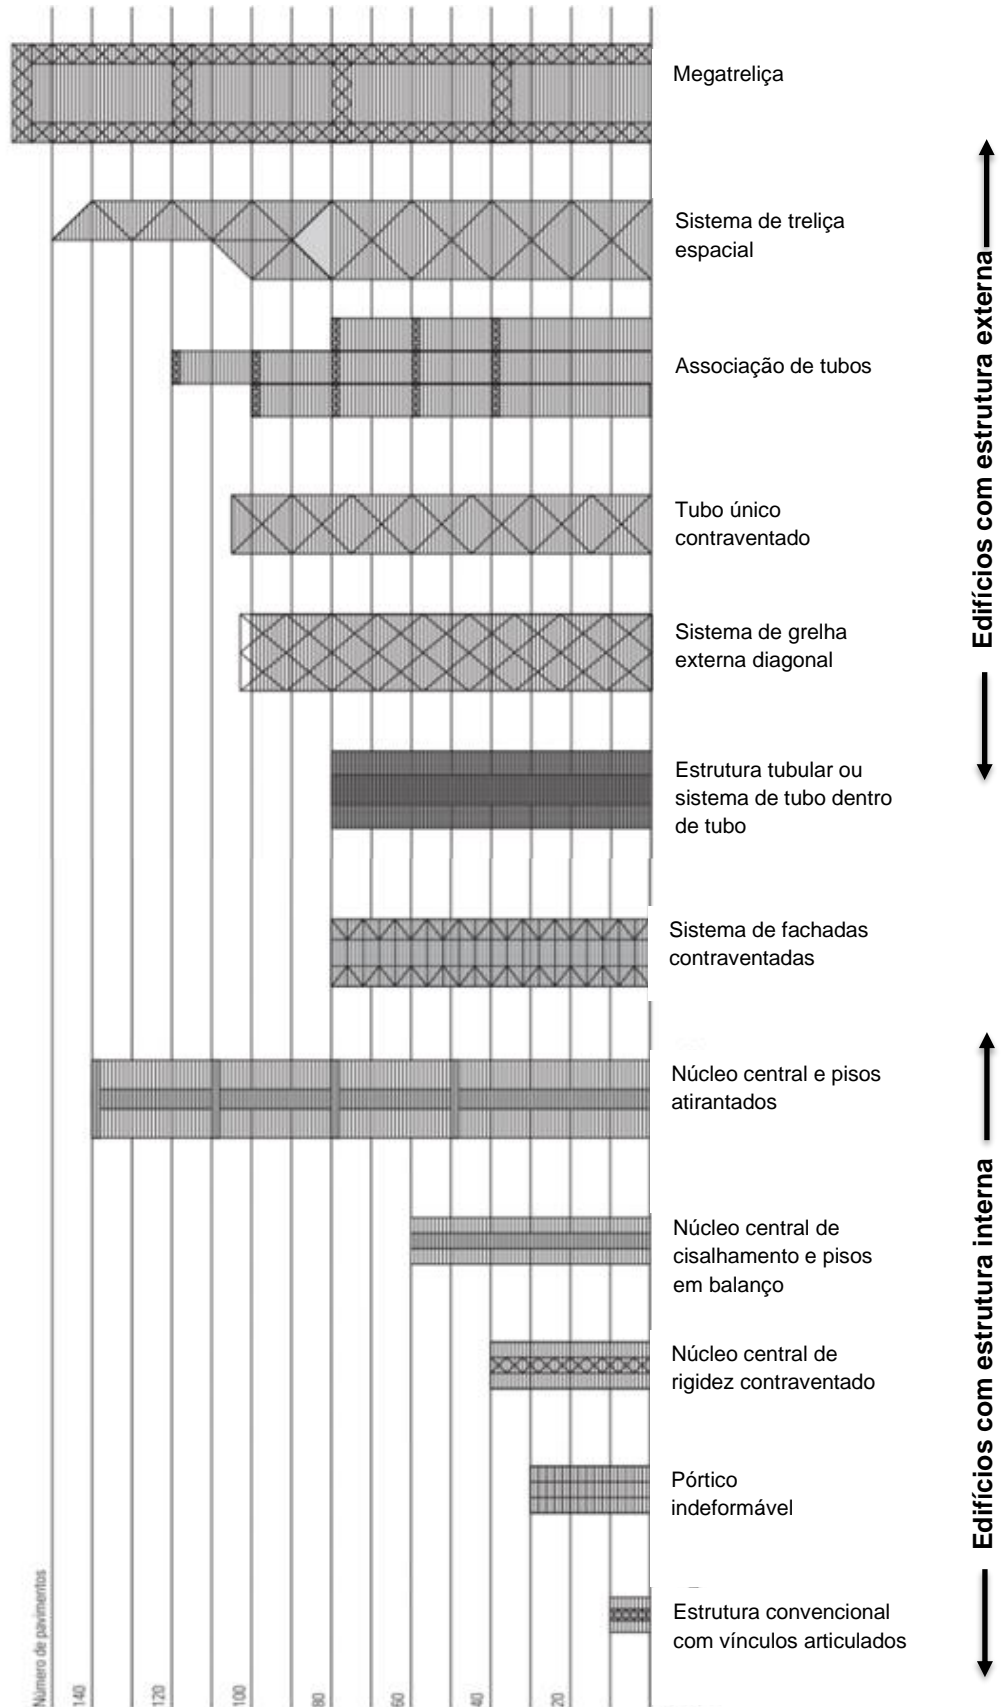 Megatreliça
Sistema de treliça
espacial
Associação de tubos
Tubo único
contraventado
Sistema de grelha
externa diagonal
Estrutura tubular ou
sistema de tubo dentro
de tubo
Sistema de fachadas
contraventadas
Núcleo central e pisos
atirantados
Núcleo central de
cisalhamento e pisos
em balanço
Núcleo central de
rigidez contraventado
Pórtico
indeformável
Estrutura convencional
com vínculos articulados
Edifícios com estrutura externa
Edifícios com estrutura interna
Número de pavimentos
140
120
100
80
60
40
20